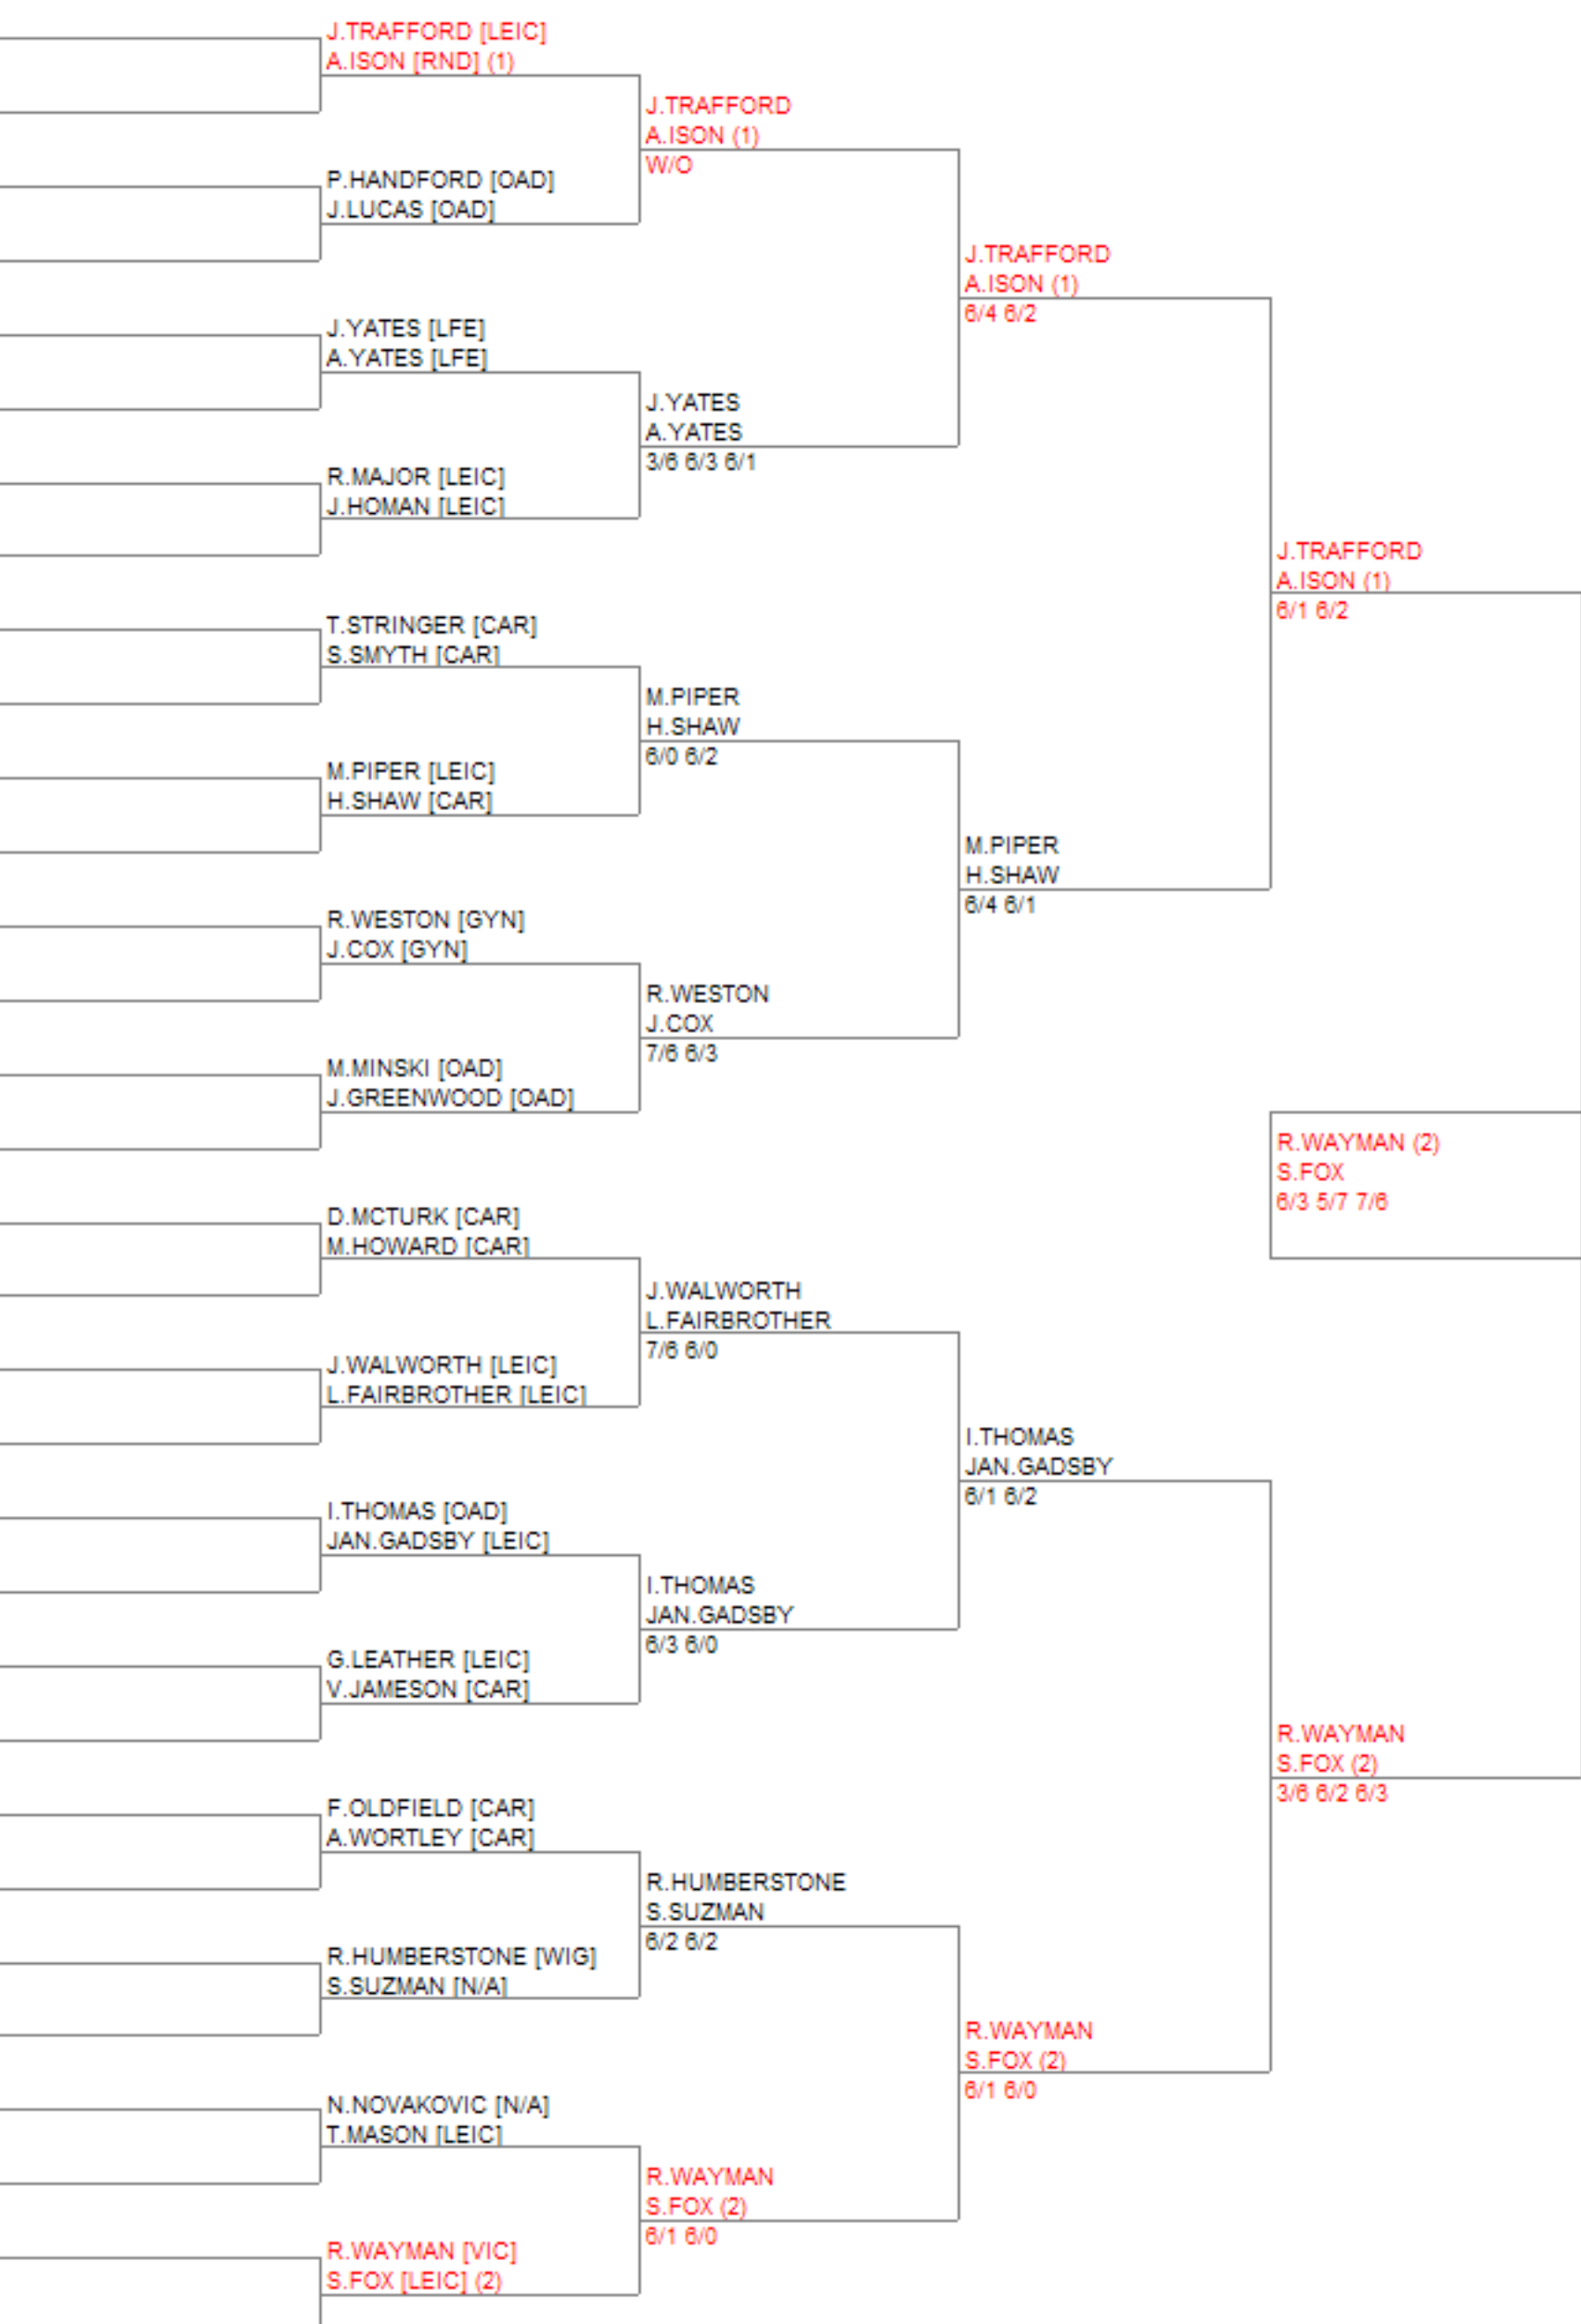 J.TRAFFORD [LEIC]
A.ISON [RND] (1)
J.TRAFFORD
A.ISON (1)
W/O
P.HANDFORD [OAD]
J.LUCAS [OAD]
J.TRAFFORD
A.ISON (1)
6/4 6/2
J.YATES [LFE]
A.YATES [LFE]
J.YATES
A.YATES
3/6 6/3 6/1
R.MAJOR [LEIC]
J.HOMAN [LEIC]
J.TRAFFORD
A.ISON (1)
6/1 6/2
T.STRINGER [CAR]
S.SMYTH [CAR]
M.PIPER
H.SHAW
6/0 6/2
M.PIPER [LEIC]
H.SHAW [CAR]
M.PIPER
H.SHAW
6/4 6/1
R.WESTON [GYN]
J.COX [GYN]
R.WESTON
J.COX
7/6 6/3
M.MINSKI [OAD]
J.GREENWOOD [OAD]
R.WAYMAN (2)
S.FOX
6/3 5/7 7/6
D.MCTURK [CAR]
M.HOWARD [CAR]
J.WALWORTH
L.FAIRBROTHER
7/6 6/0
J.WALWORTH [LEIC]
L.FAIRBROTHER [LEIC]
I.THOMAS
JAN.GADSBY
6/1 6/2
I.THOMAS [OAD]
JAN.GADSBY [LEIC]
I.THOMAS
JAN.GADSBY
6/3 6/0
G.LEATHER [LEIC]
V.JAMESON [CAR]
R.WAYMAN
S.FOX (2)
3/6 6/2 6/3
F.OLDFIELD [CAR]
A.WORTLEY [CAR]
R.HUMBERSTONE
S.SUZMAN
6/2 6/2
R.HUMBERSTONE [WIG]
S.SUZMAN [N/A]
R.WAYMAN
S.FOX (2)
6/1 6/0
N.NOVAKOVIC [N/A]
T.MASON [LEIC]
R.WAYMAN
S.FOX (2)
6/1 6/0
R.WAYMAN [VIC]
S.FOX [LEIC] (2)